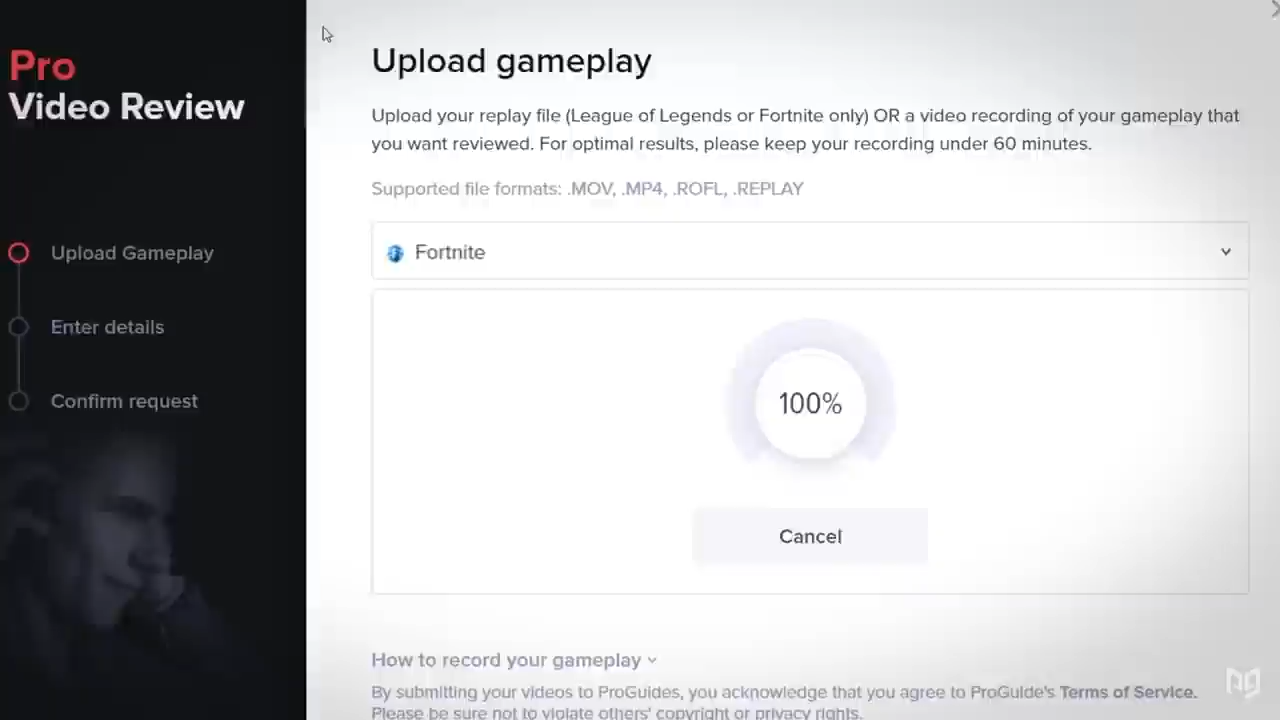 Pro
Video Review
Upload Gameplay
Enter details
Confirm request
Upload gameplay
Upload your replay file (League of Legends or Fortnite only) OR a video recording of your gameplay that
you want reviewed. For optimal results, please keep your recording under 60 minutes.
Supported file formats: .MOV, .MP4, .ROFL, .REPLAY
Fortnite
100%
Cancel
How to record your gameplay
By submitting your videos to ProGuides, you acknowledge that you agree to ProGuide's Terms of Service.
Please be sure not to violate others' copyright or privacy rights.